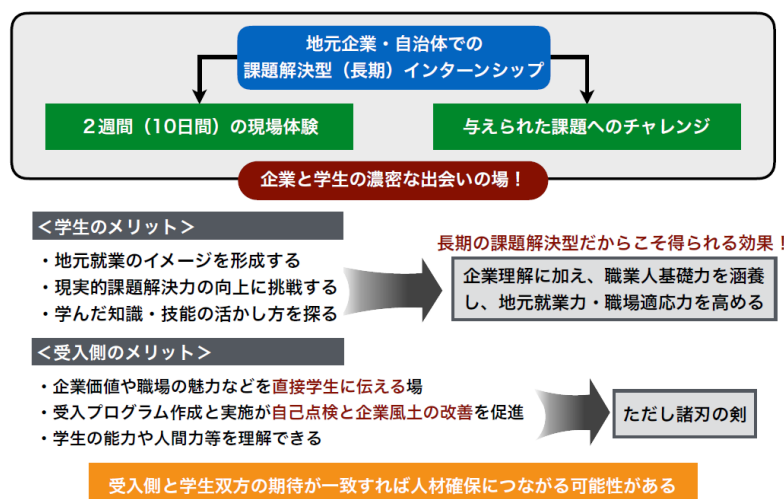 地元企業・自治体での
課題解決型（長期）インターンシップ
２週間（10日間）の現場体験
与えられた課題へのチャレンジ
企業と学生の濃密な出会いの場！
＜学生のメリット＞
・地元就業のイメージを形成する
・現実的課題解決力の向上に挑戦する
・学んだ知識・技能の活かし方を探る
長期の課題解決型だからこそ得られる効果！
企業理解に加え、職業人基礎力を涵養
し、地元就業力・職場適応力を高める
＜受入側のメリット＞
・企業価値や職場の魅力などを直接学生に伝える場
・受入プログラム作成と実施が自己点検と企業風土の改善を促進
・学生の能力や人間力等を理解できる
ただし諸刃の剣
受入側と学生双方の期待が一致すれば人材確保につながる可能性がある